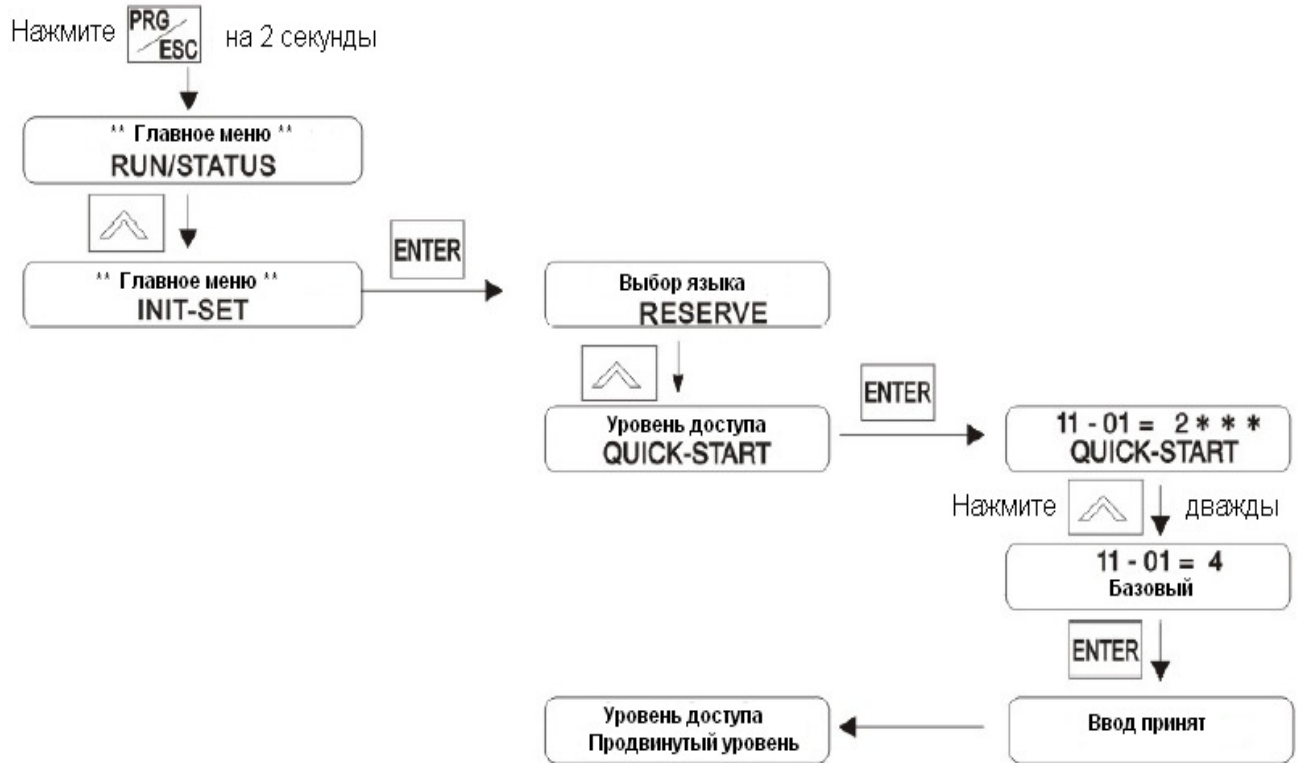 Нажмите PRG/ESC на 2 секунды
** Главное меню **
RUN/STATUS
** Главное меню **
INIT-SET
ENTER
Выбор языка
RESERVE
Уровень доступа
QUICK-START
ENTER
11 - 01 = 2 * * *
QUICK-START
Нажмите дважды
11 - 01 = 4
Базовый
ENTER
Ввод принят
Уровень доступа
Продвинутый уровень